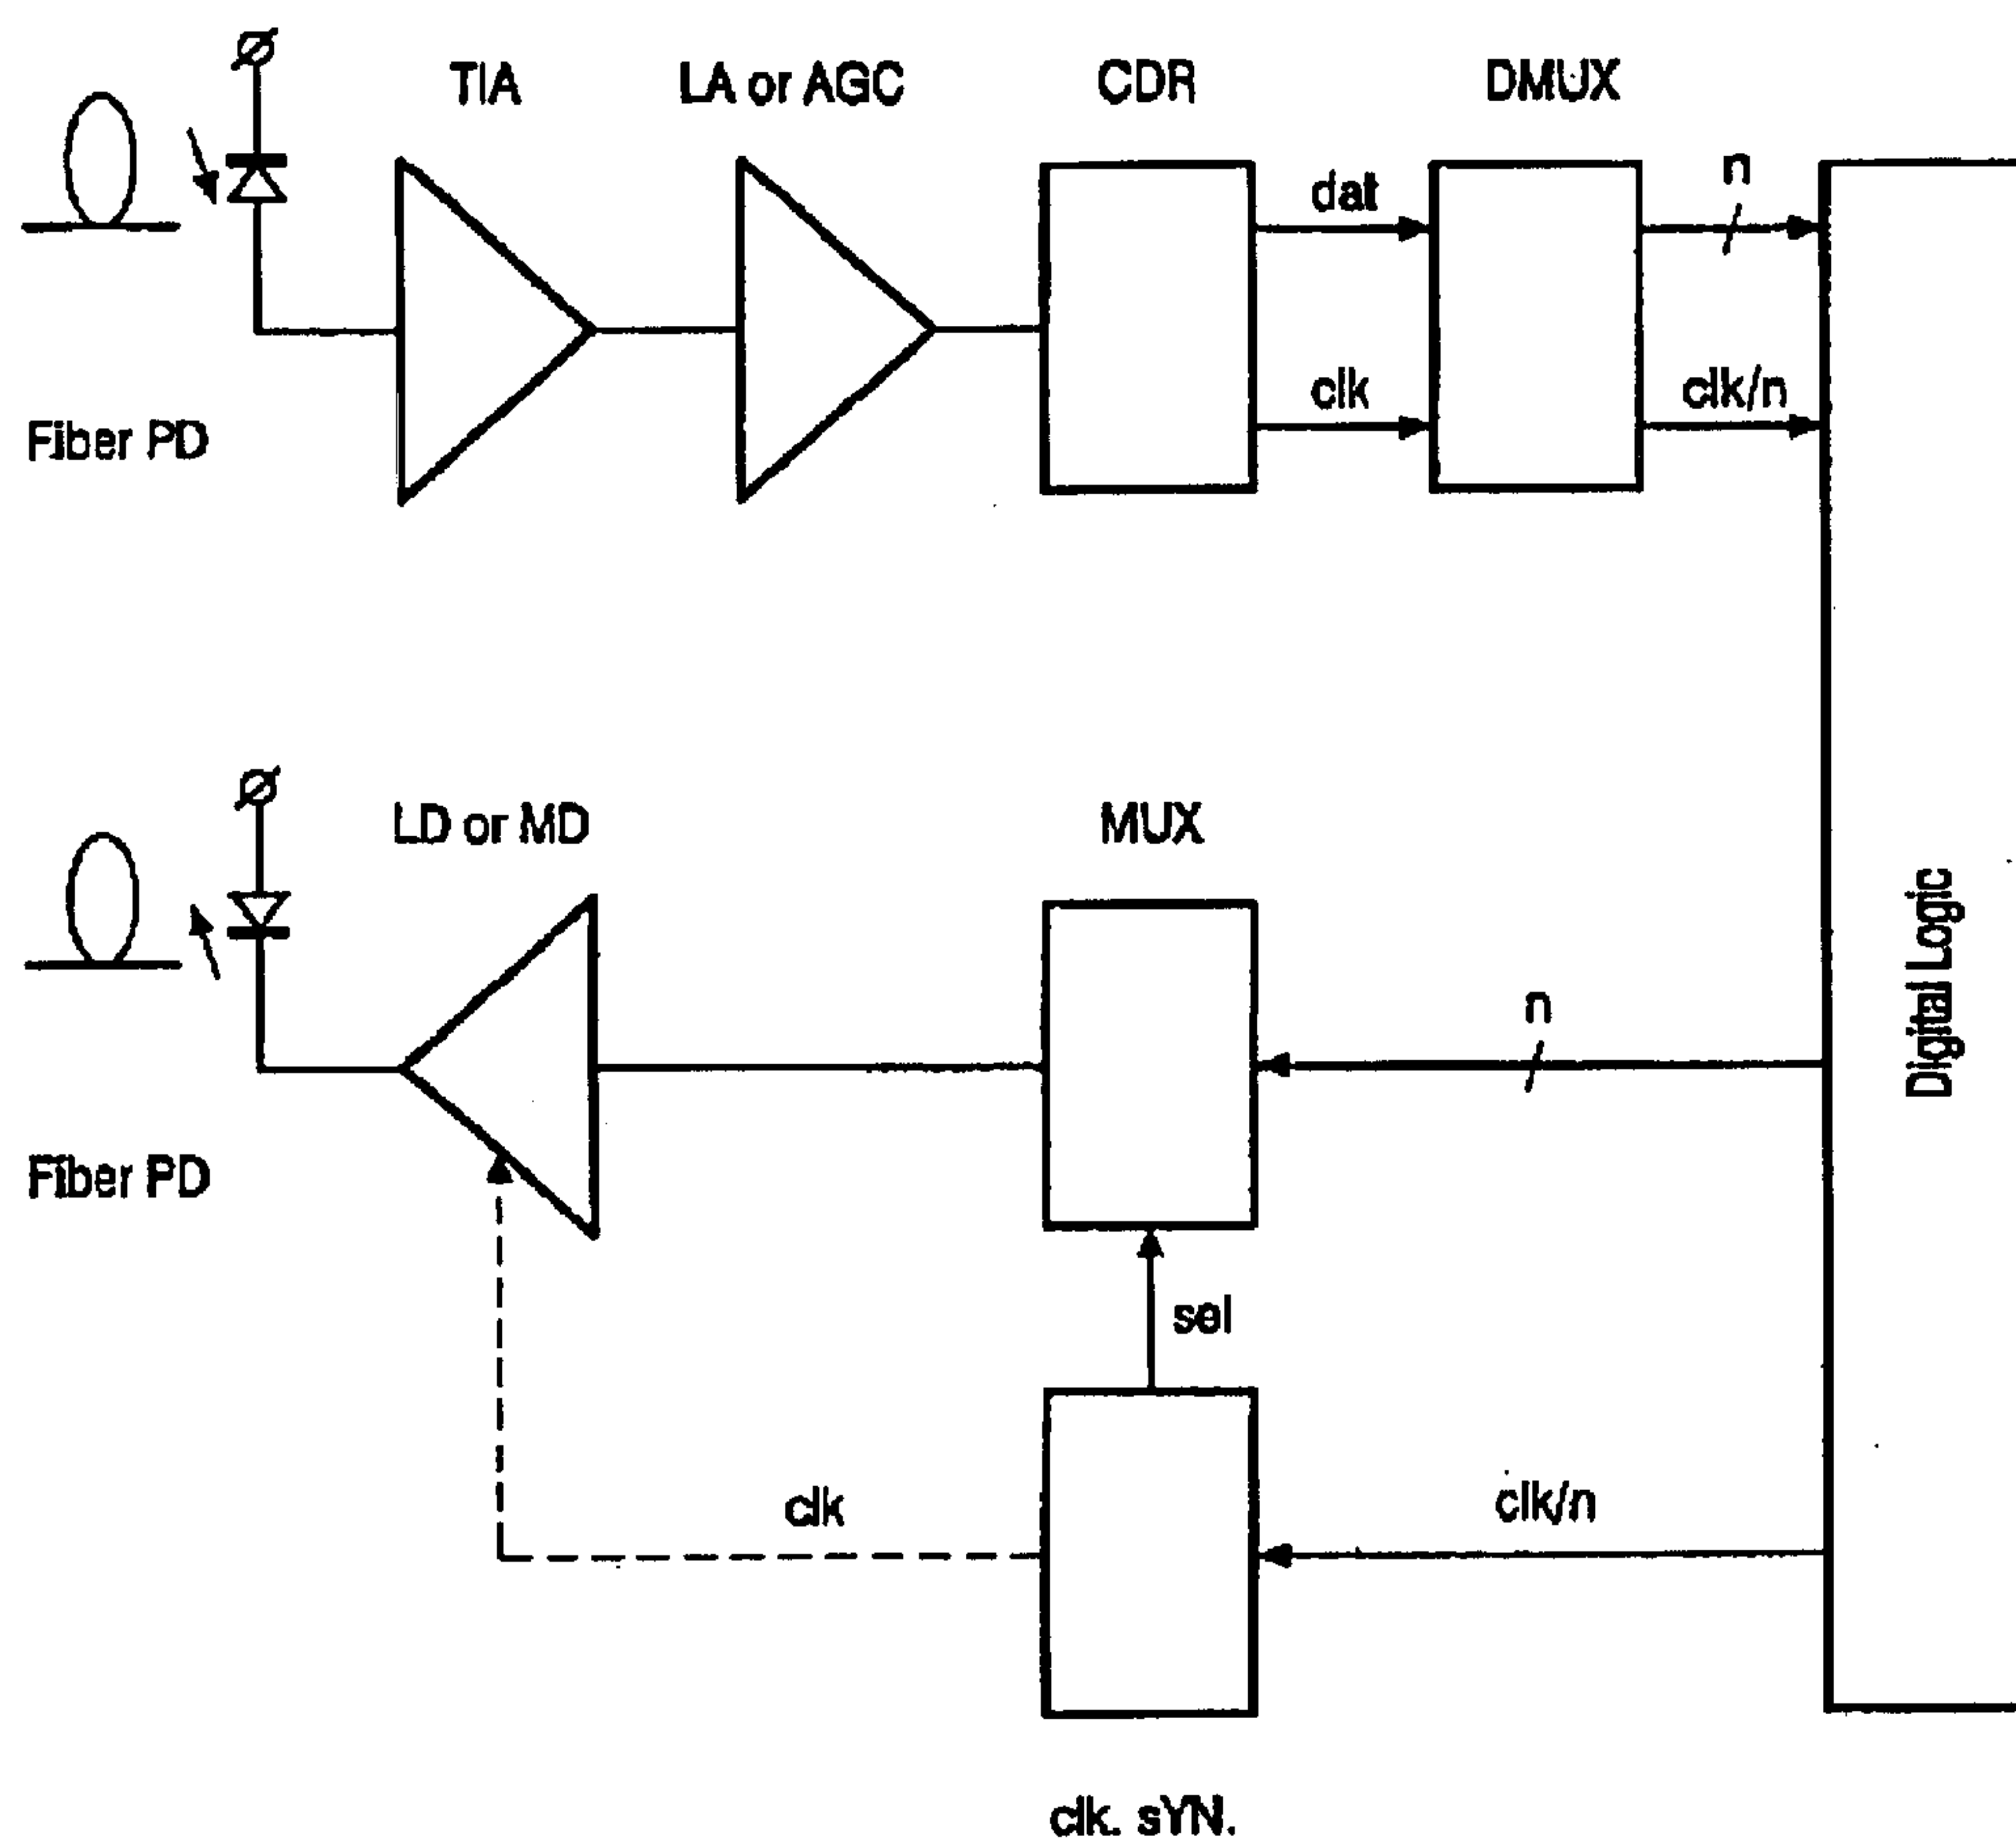 TIA
LA or AGC
CDR
DMUX
dat
n
clk
clk/n
Fiber PD
LD or MD
MUX
Digital Logic
n
Fiber PD
sel
clk
clk/n
clk. sYN.